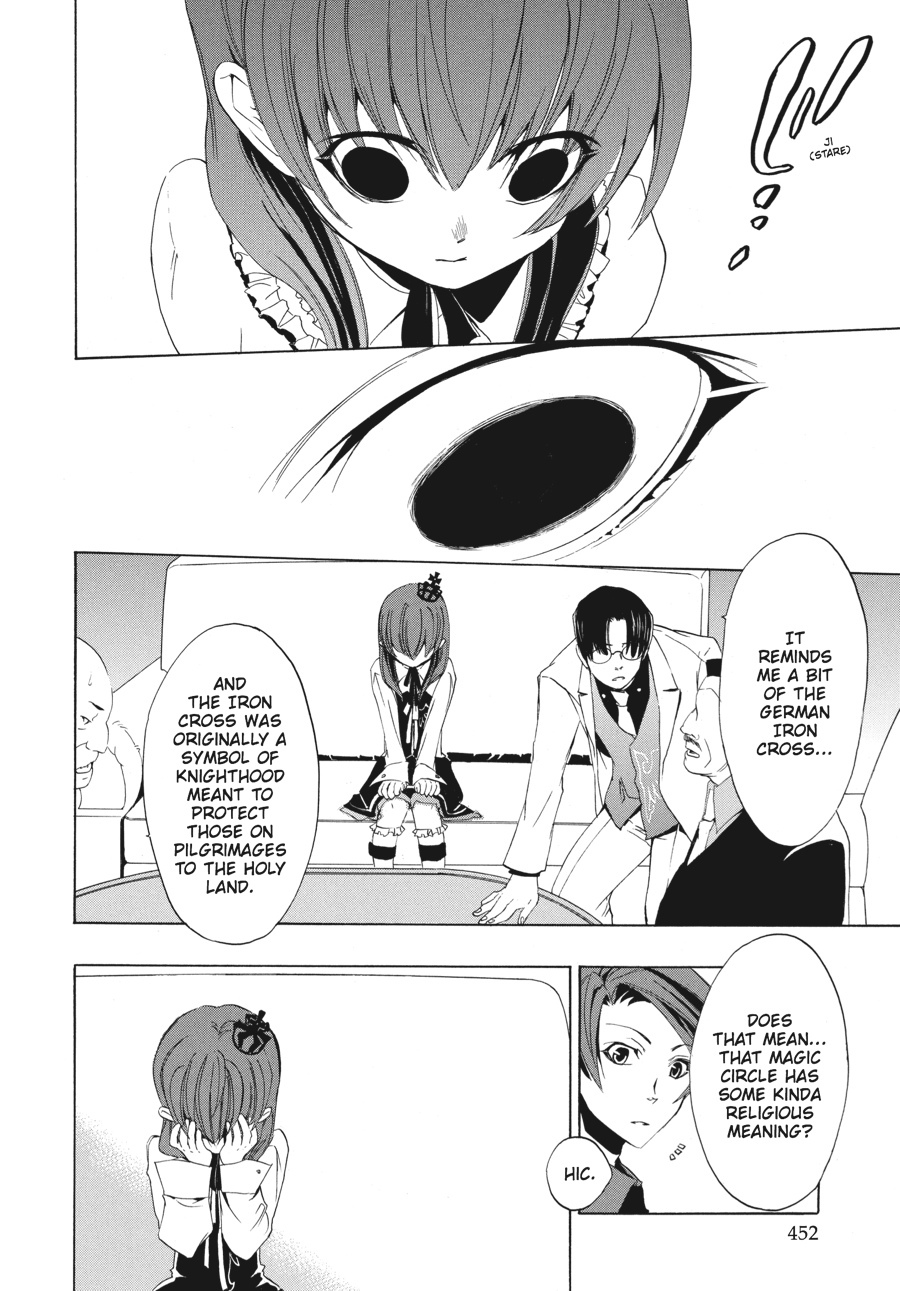 JI
(STARE)
IT
REMINDS
ME A BIT
OF THE
GERMAN
IRON
CROSS...
AND
THE IRON
CROSS WAS
ORIGINALLY A
SYMBOL OF
KNIGHTHOOD
MEANT TO
PROTECT
THOSE ON
PILGRIMAGES
TO THE HOLY
LAND.
DOES
THAT MEAN...
THAT MAGIC
CIRCLE HAS
SOME KINDA
RELIGIOUS
MEANING?
HIC.
452